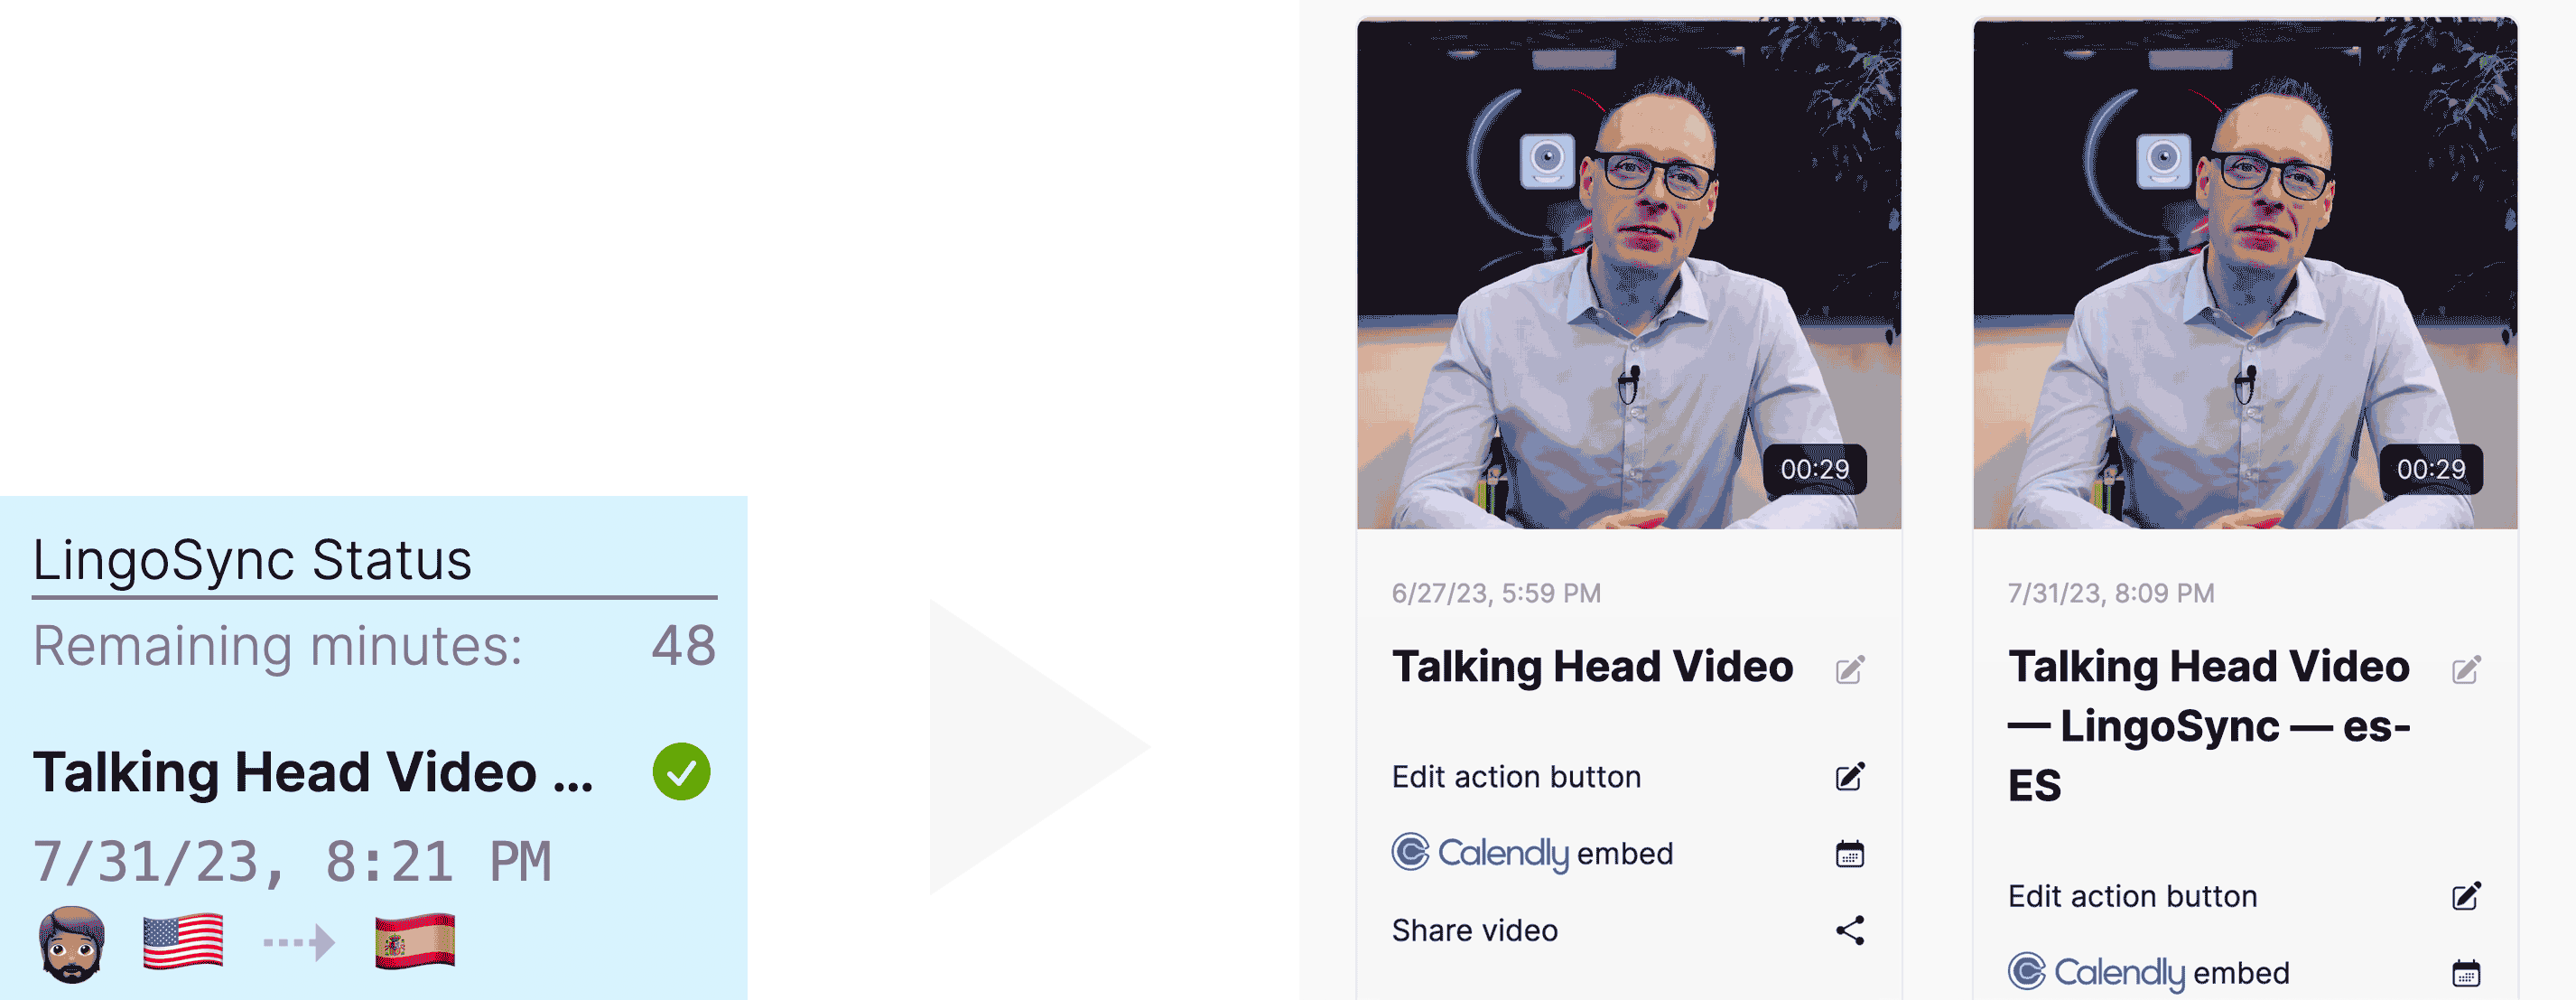 LingoSync Status
Remaining minutes: 48
Talking Head Video ...
7/31/23, 8:21 PM
00:29
6/27/23, 5:59 PM
Talking Head Video
Edit action button
Calendly embed
Share video
00:29
7/31/23, 8:09 PM
Talking Head Video
— LingoSync — es-
ES
Edit action button
Calendly embed